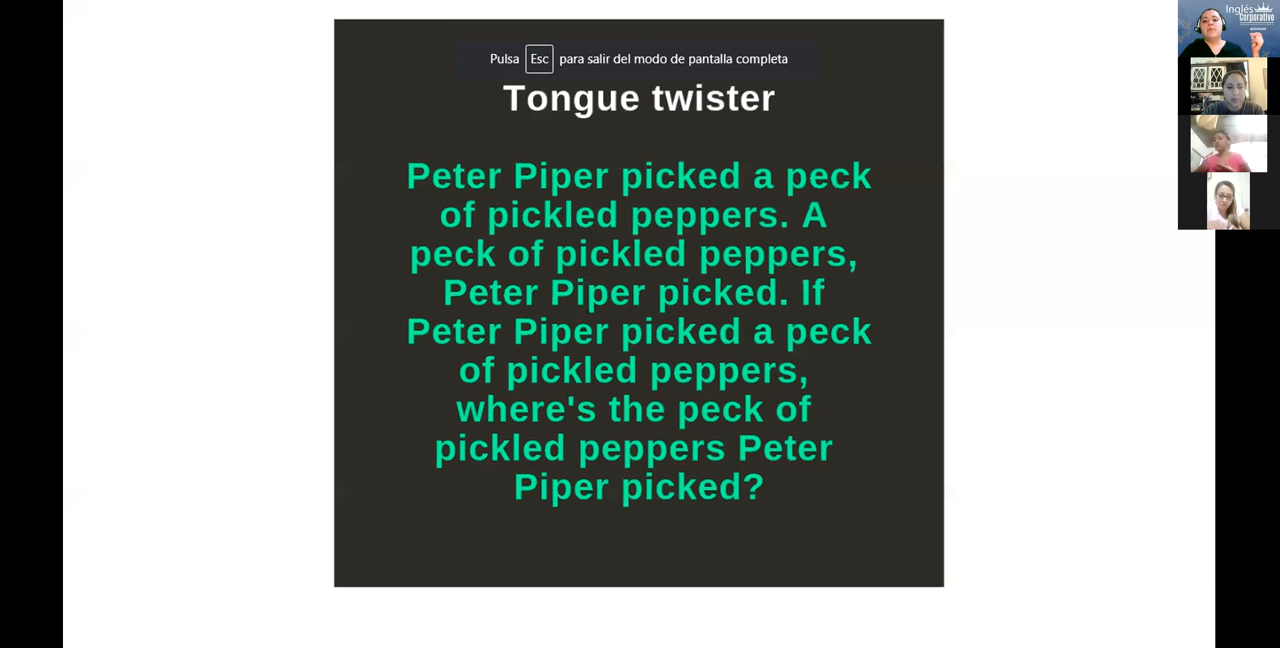 Pulsa Esc para salir del modo de pantalla completa
Tongue twister
Peter Piper picked a peck
of pickled peppers. A
peck of pickled peppers,
Peter Piper picked. If
Peter Piper picked a peck
of pickled peppers,
where's the peck of
pickled peppers Peter
Piper picked?
Inglés
Corporativo